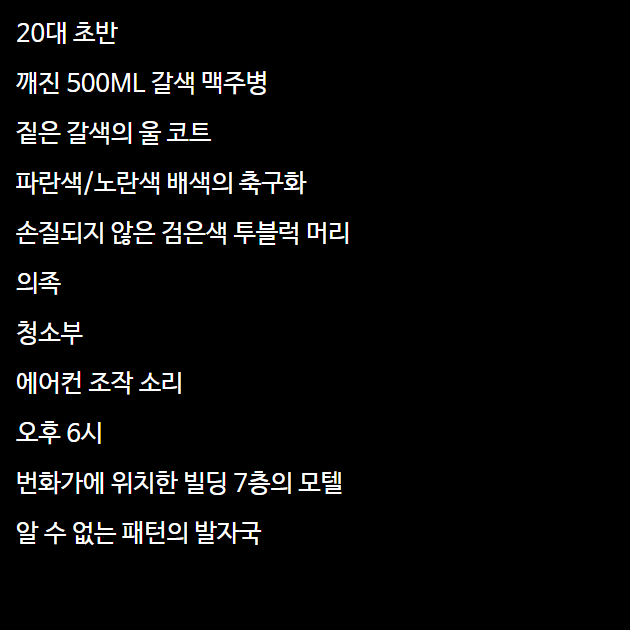 20대 초반
깨진 500ML 갈색 맥주병
짙은 갈색의 울 코트
파란색/노란색 배색의 축구화
손질되지 않은 검은색 투블럭 머리
의족
청소부
에어컨 조작 소리
오후 6시
번화가에 위치한 빌딩 7층의 모텔
알 수 없는 패턴의 발자국